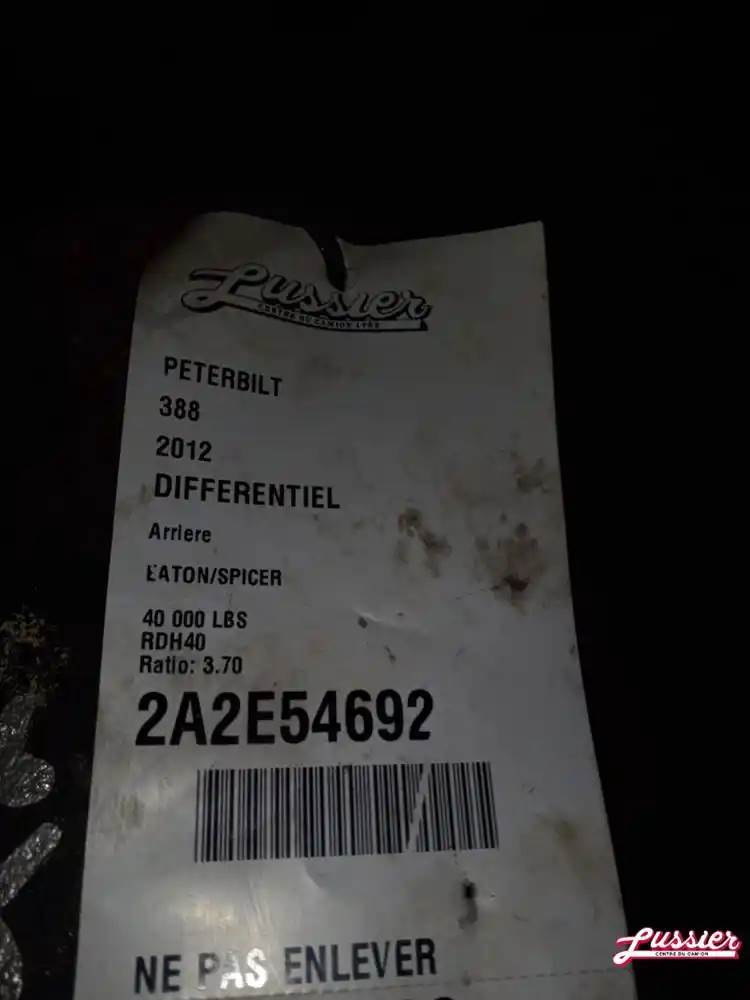 Lussier
CENTRE DU CAMION LTÉE
PETERBILT
388
2012
DIFFERENTIEL
Arriere
EATON/SPICER
40 000 LBS
RDH40
Ratio: 3.70
2A2E54692
NE PAS ENLEVER
Lussier
CENTRE DU CAMION